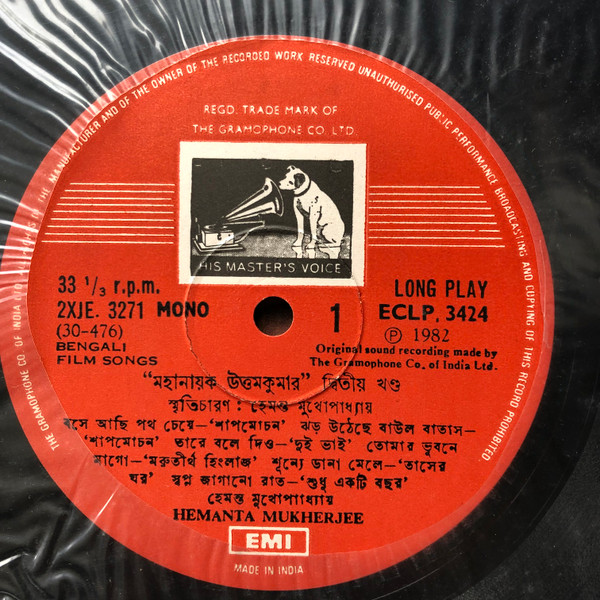 THE GRAMOPHONE CO. OF INDIA LTD. ALL RIGHTS OF THE MANUFACTURER AND OF THE OWNER OF THE RECORDED WORK RESERVED UNAUTHORISED PUBLIC PERFORMANCE BROADCASTING AND COPYING OF THIS RECORD PROHIBITED
REGD. TRADE MARK OF
THE GRAMOPHONE CO. LTD.
HIS MASTER'S VOICE
33 1/3 r.p.m.
LONG PLAY
2XJE. 3271 MONO
1
ECLP. 3424
(30-476)
℗ 1982
BENGALI
FILM SONGS
Original sound recording made by
The Gramophone Co. of India Ltd.
"মহানায়ক উত্তমকুমার" দ্বিতীয় খণ্ড
স্মৃতিচারণ : হেমন্ত মুখোপাধ্যায়
বসে আছি পথ চেয়ে-'শাপমোচন' ঝড় উঠেছে বাউল বাতাস-
'শাপমোচন' তারে বলে দিও-'দুই ভাই' তোমার ভুবনে
মাগো-'মরুতীর্থ হিংলাজ' শূন্যে ডানা মেলে-'তাসের
ঘর' স্বপ্ন জাগানো রাত-'শুধু একটি বছর'
হেমন্ত মুখোপাধ্যায়
HEMANTA MUKHERJEE
EMI
MADE IN INDIA